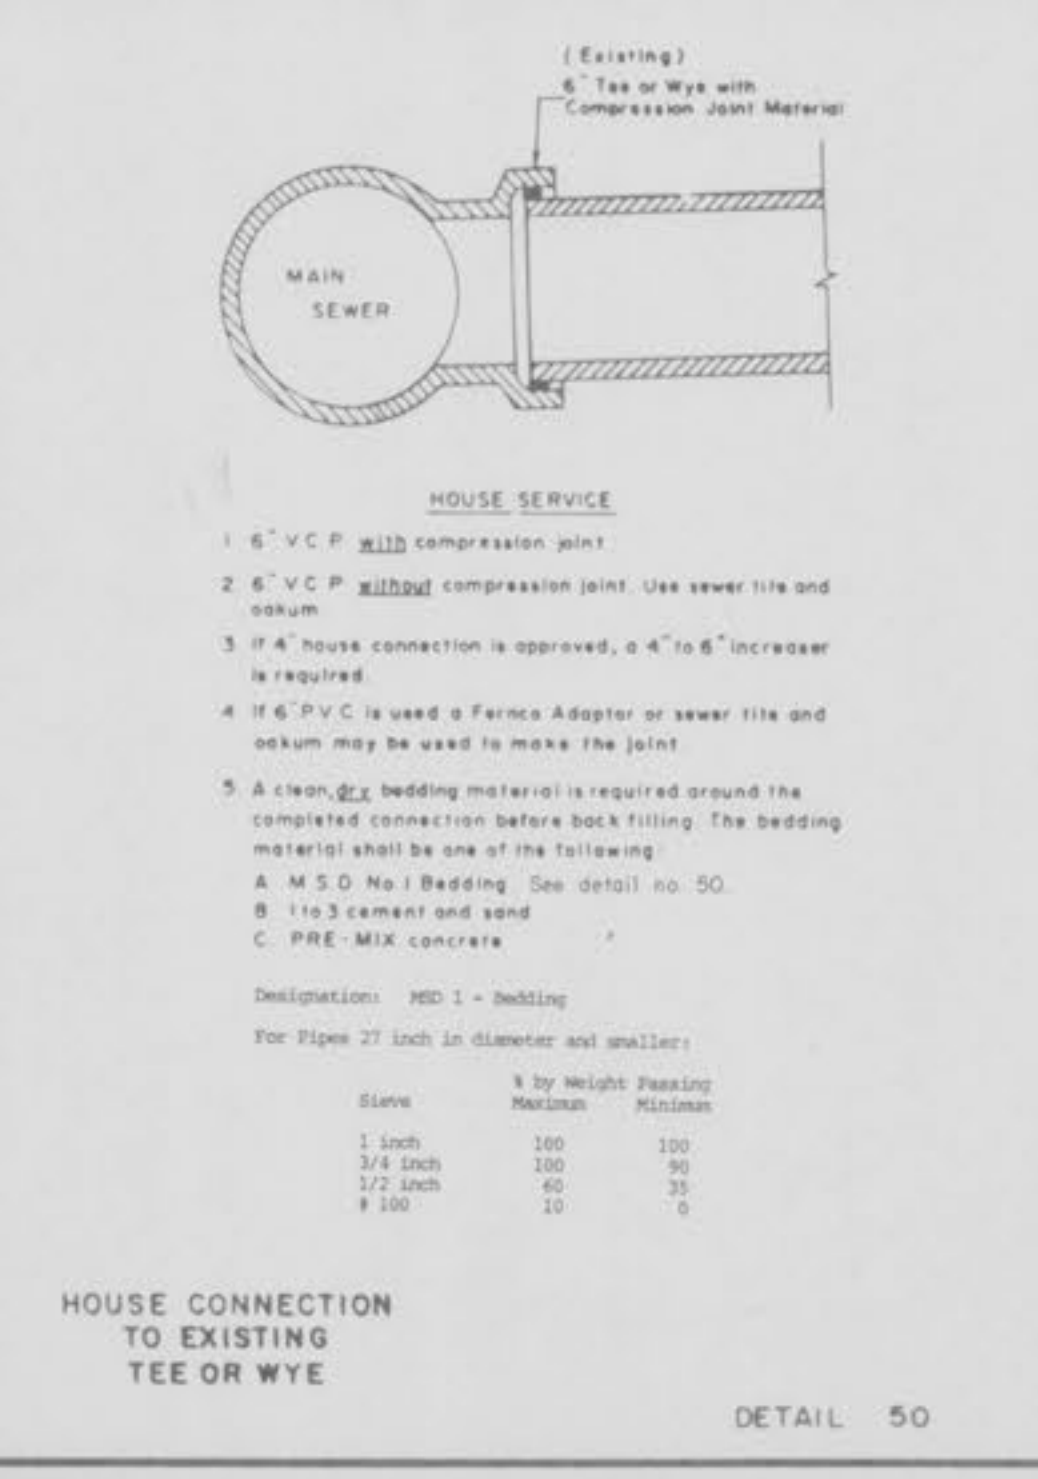 (Existing)
6" Tee or Wye with
Compression Joint Material
MAIN
SEWER
HOUSE SERVICE
1 6" V C P with compression joint
2 6" V C P without compression joint. Use sewer tite and
oakum
3 If 4" house connection is approved, a 4" to 6" increaser
is required
4 If 6" P V C is used a Fernco Adaptor or sewer tite and
oakum may be used to make the joint
5 A clean, dry bedding material is required around the
completed connection before back filling. The bedding
material shall be one of the following:
A M S D No. 1 Bedding See detail no. 50.
B 1 to 3 cement and sand
C. PRE-MIX concrete
Designation: MSD 1 - Bedding
For Pipes 27 inch in diameter and smaller:
% by Weight Passing
Sieve Maximum Minimum
1 inch 100 100
3/4 inch 100 90
1/2 inch 60 35
# 100 10 0
HOUSE CONNECTION
TO EXISTING
TEE OR WYE
DETAIL 50